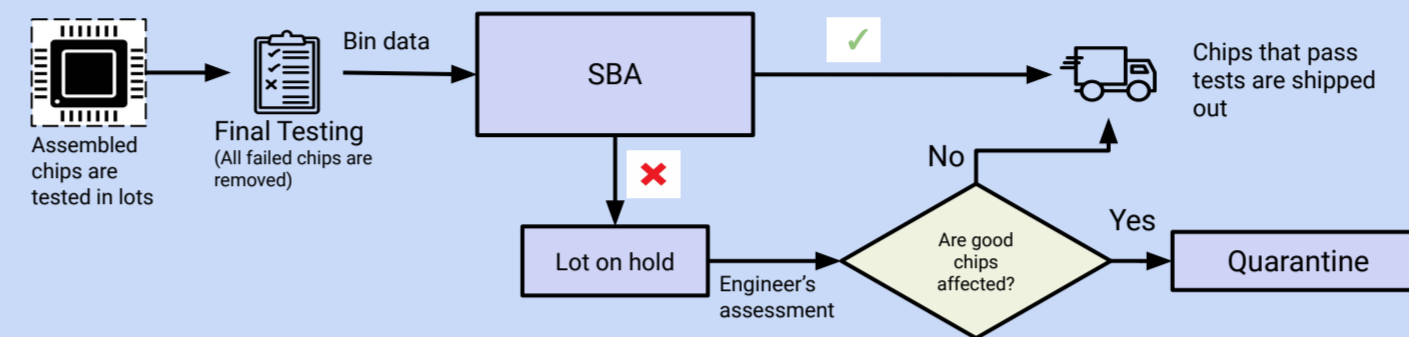 Assembled
chips are
tested in lots
Final Testing
(All failed chips are
removed)
Bin data
SBA
Chips that pass
tests are shipped
out
Lot on hold
Engineer's
assessment
Are good
chips
affected?
No
Yes
Quarantine